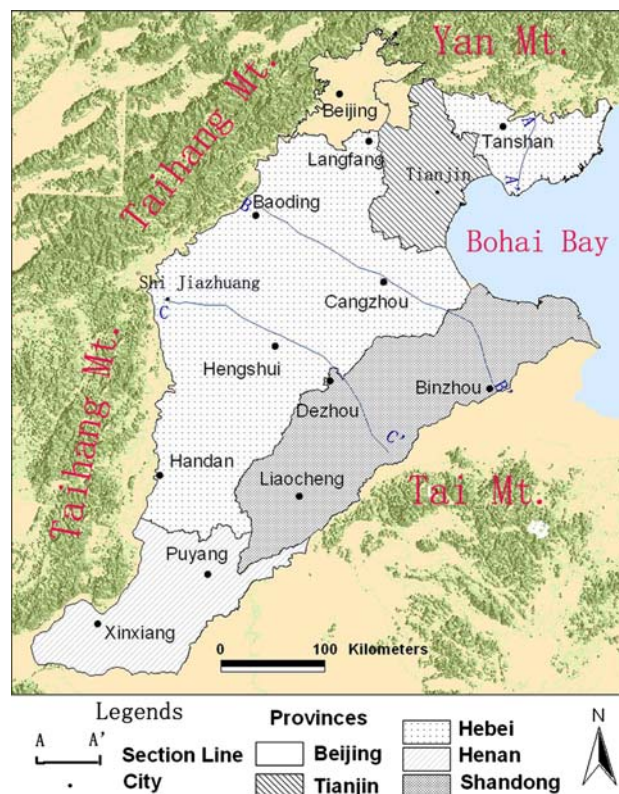 Yan Mt.
Taihang Mt.
Beijing
Tanshan
A
A'
Langfang
Tianjin
Baoding
B
Bohai Bay
Shi Jiazhuang
C
Cangzhou
Hengshui
Dezhou
Binzhou
B'
C'
Taihang Mt.
Handan
Liaocheng
Tai Mt.
Puyang
Xinxiang
0 100 Kilometers
Legends
A A' Section Line
City
Provinces
Beijing
Tianjin
Hebei
Henan
Shandong
N